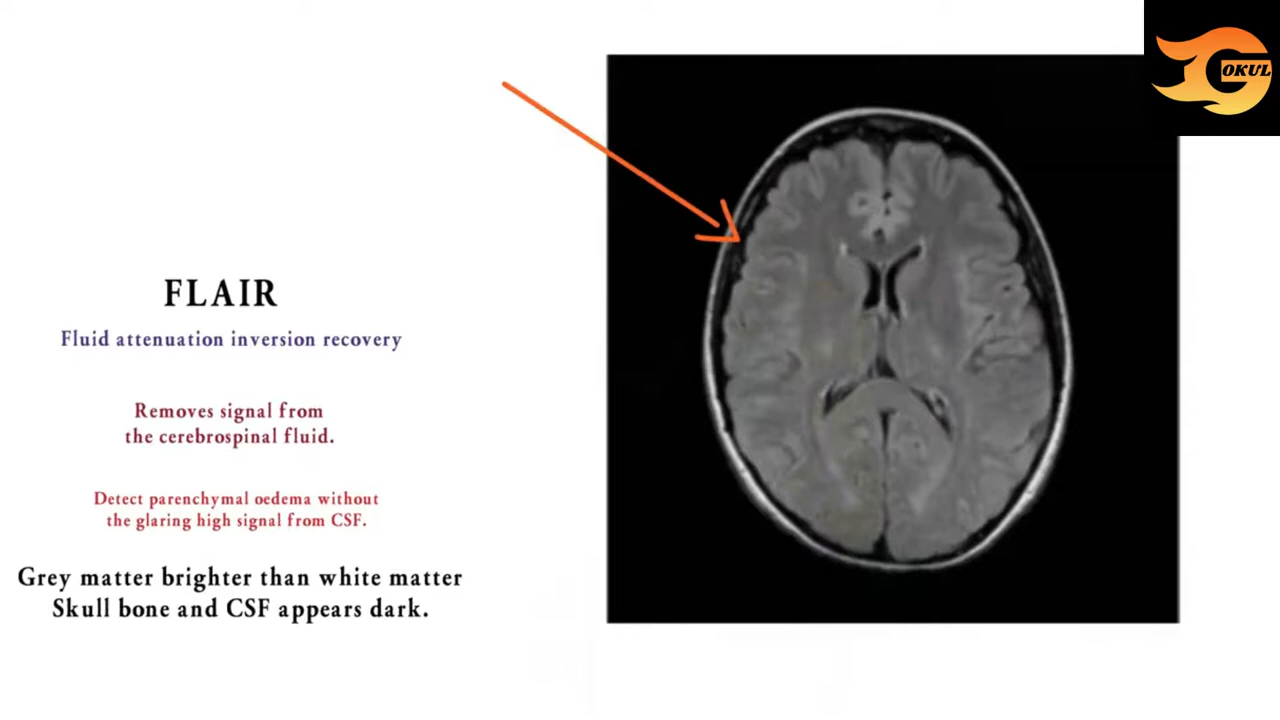 FLAIR
Fluid attenuation inversion recovery
Removes signal from
the cerebrospinal fluid.
Detect parenchymal oedema without
the glaring high signal from CSF.
Grey matter brighter than white matter
Skull bone and CSF appears dark.
GOKUL